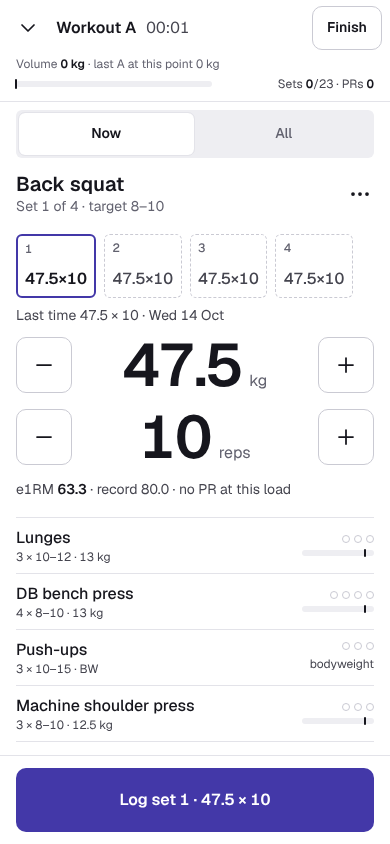 Workout A 00:01 Finish
Volume 0 kg · last A at this point 0 kg
Sets 0/23 · PRs 0
Now All
Back squat
Set 1 of 4 · target 8–10
1 2 3 4
47.5×10 47.5×10 47.5×10 47.5×10
Last time 47.5 × 10 · Wed 14 Oct
− 47.5 kg +
− 10 reps +
e1RM 63.3 · record 80.0 · no PR at this load
Lunges
3 × 10–12 · 13 kg
DB bench press
4 × 8–10 · 13 kg
Push-ups
3 × 10–15 · BW bodyweight
Machine shoulder press
3 × 8–10 · 12.5 kg
Log set 1 · 47.5 × 10